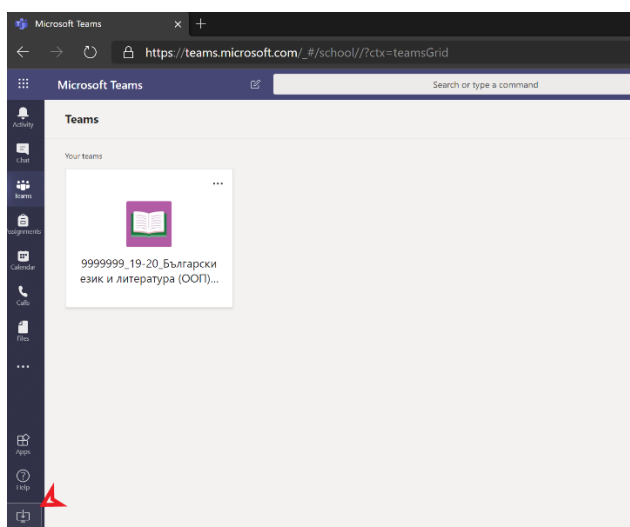 Microsoft Teams
https://teams.microsoft.com/_#/school//?ctx=teamsGrid
Microsoft Teams
Search or type a command
Activity
Teams
Chat
Your teams
Teams
...
Assignments
9999999_19-20_Български
език и литература (ООП)...
Calendar
Calls
Files
...
Apps
Help